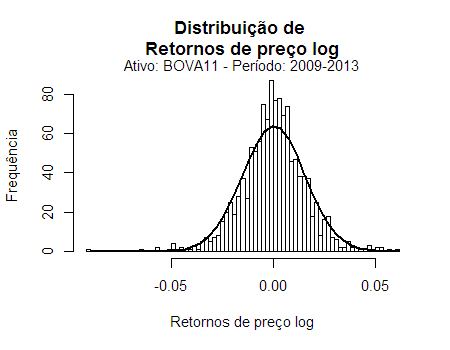 Distribuição de
Retornos de preço log
Ativo: BOVA11 - Período: 2009-2013
Frequência
80
60
40
20
0
-0.05
0.00
0.05
Retornos de preço log